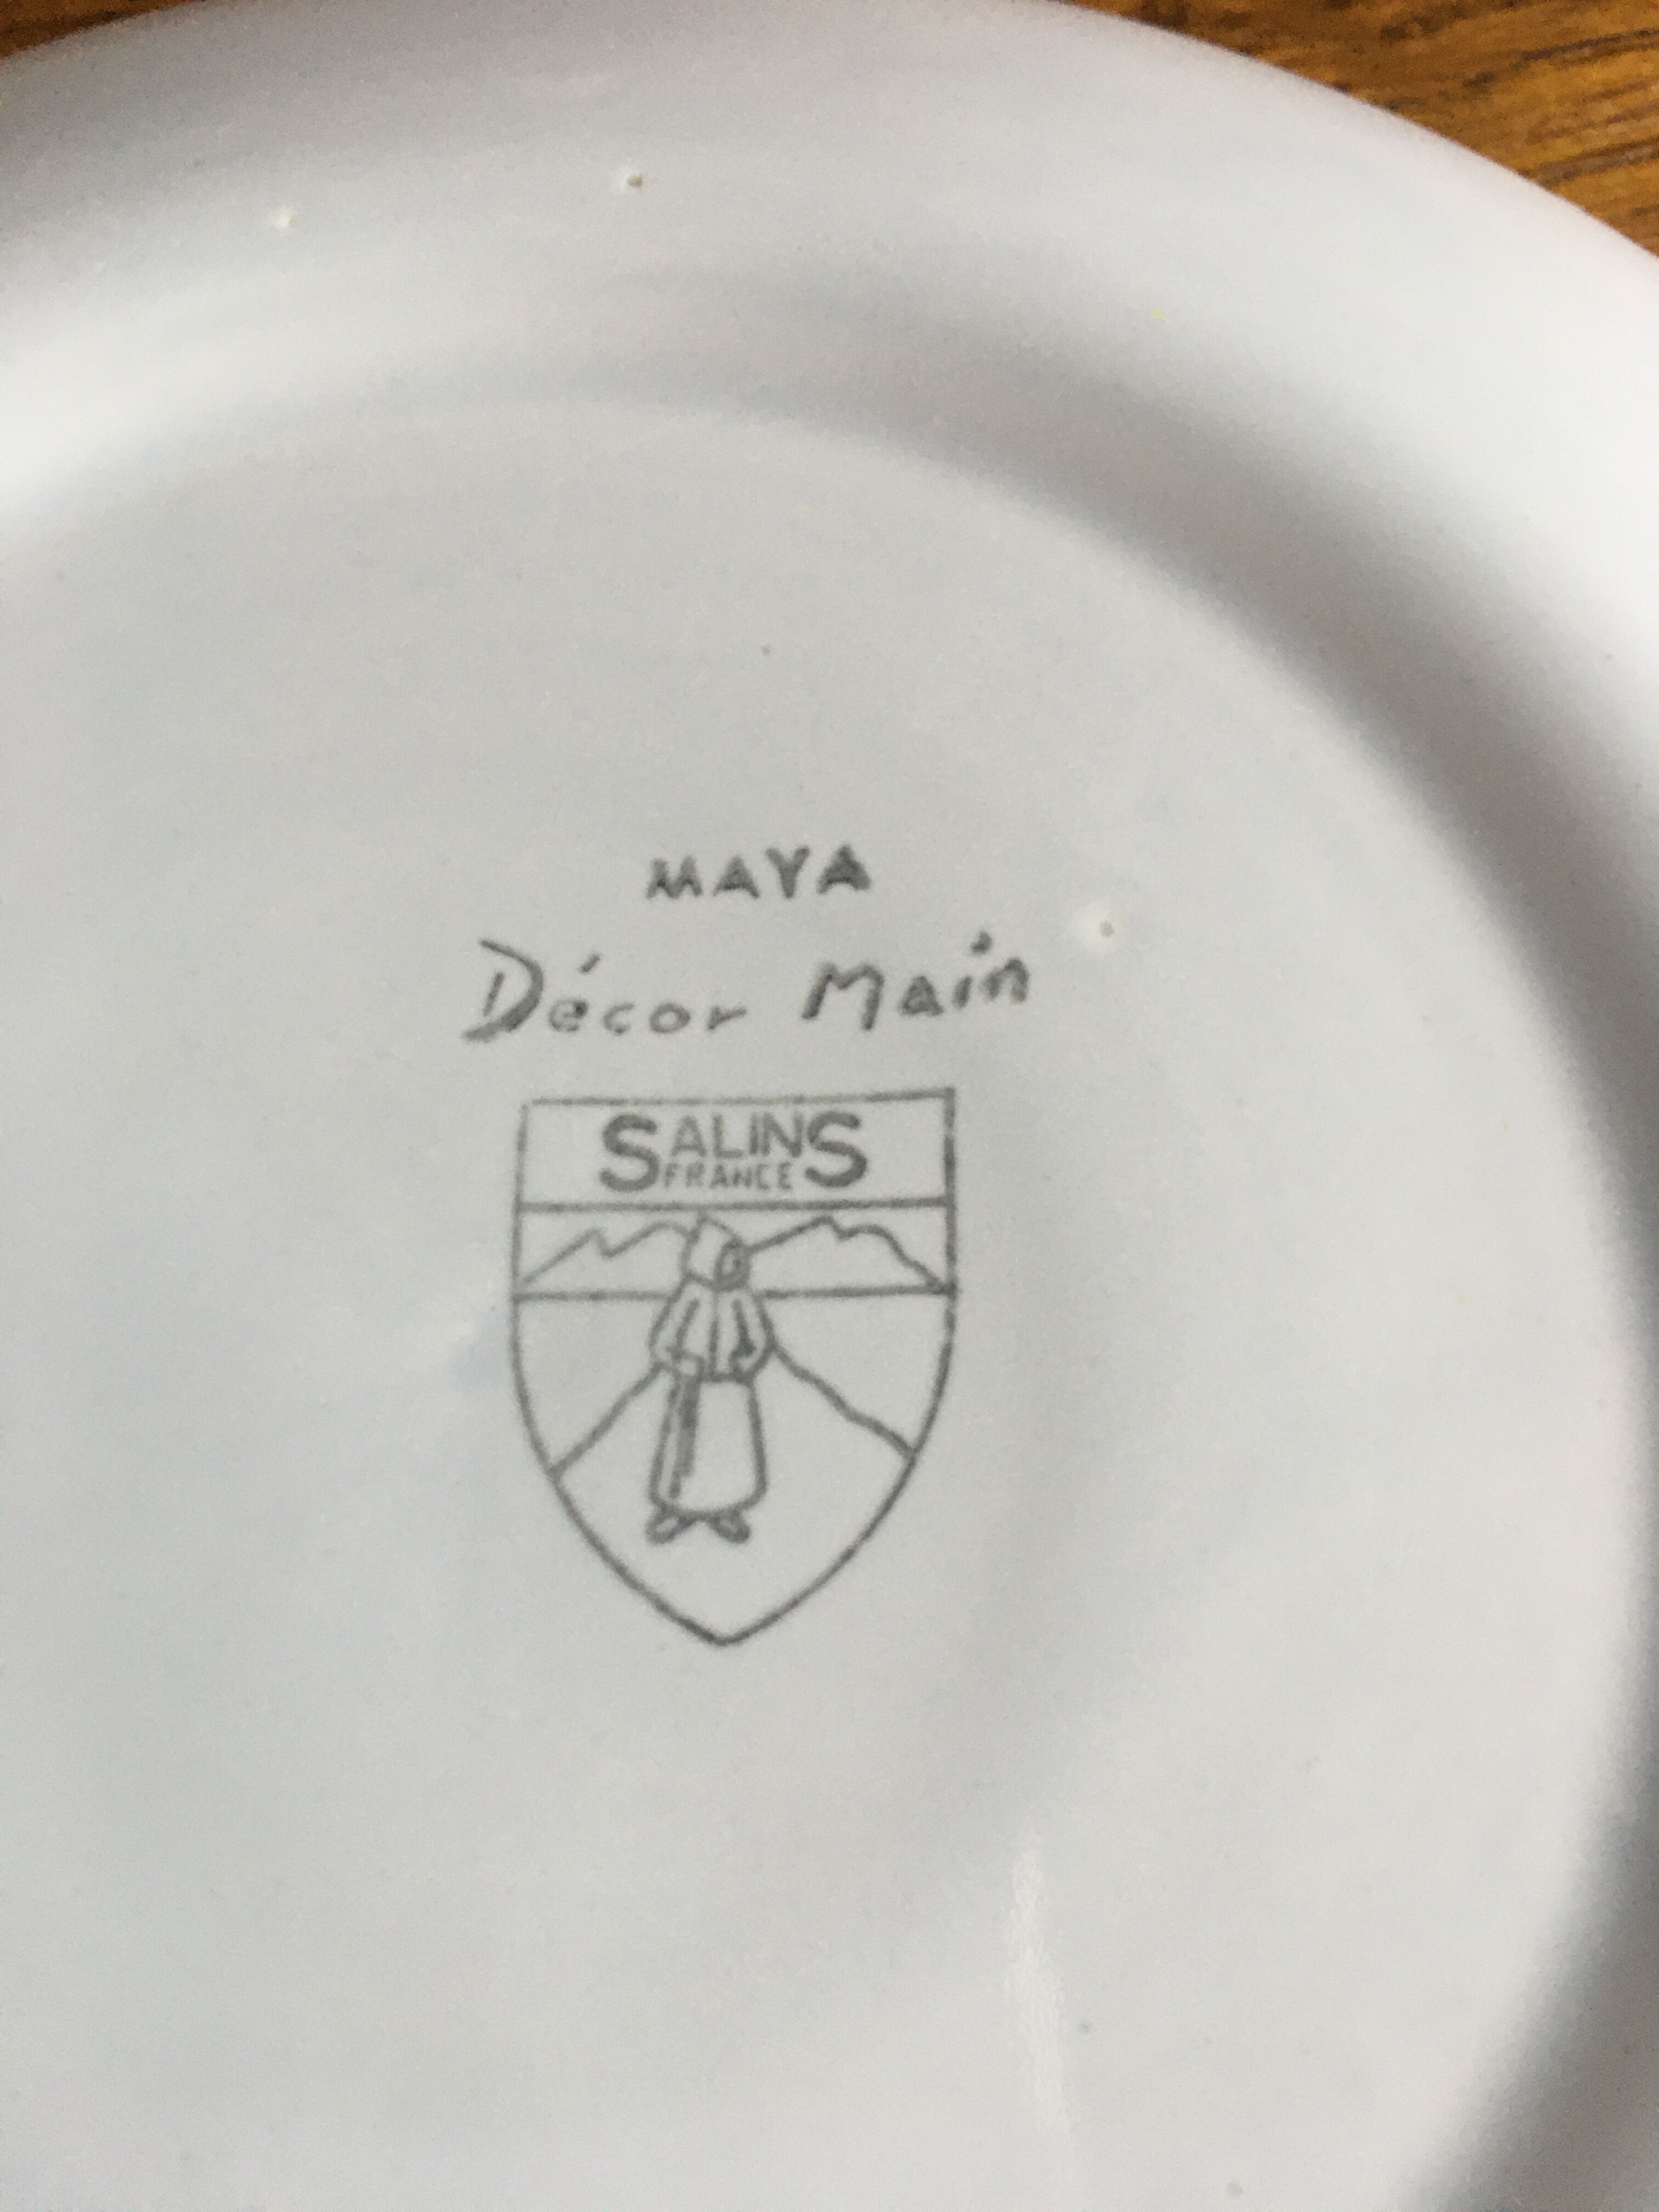 MAYA
Décor Main
SALINS
FRANCE